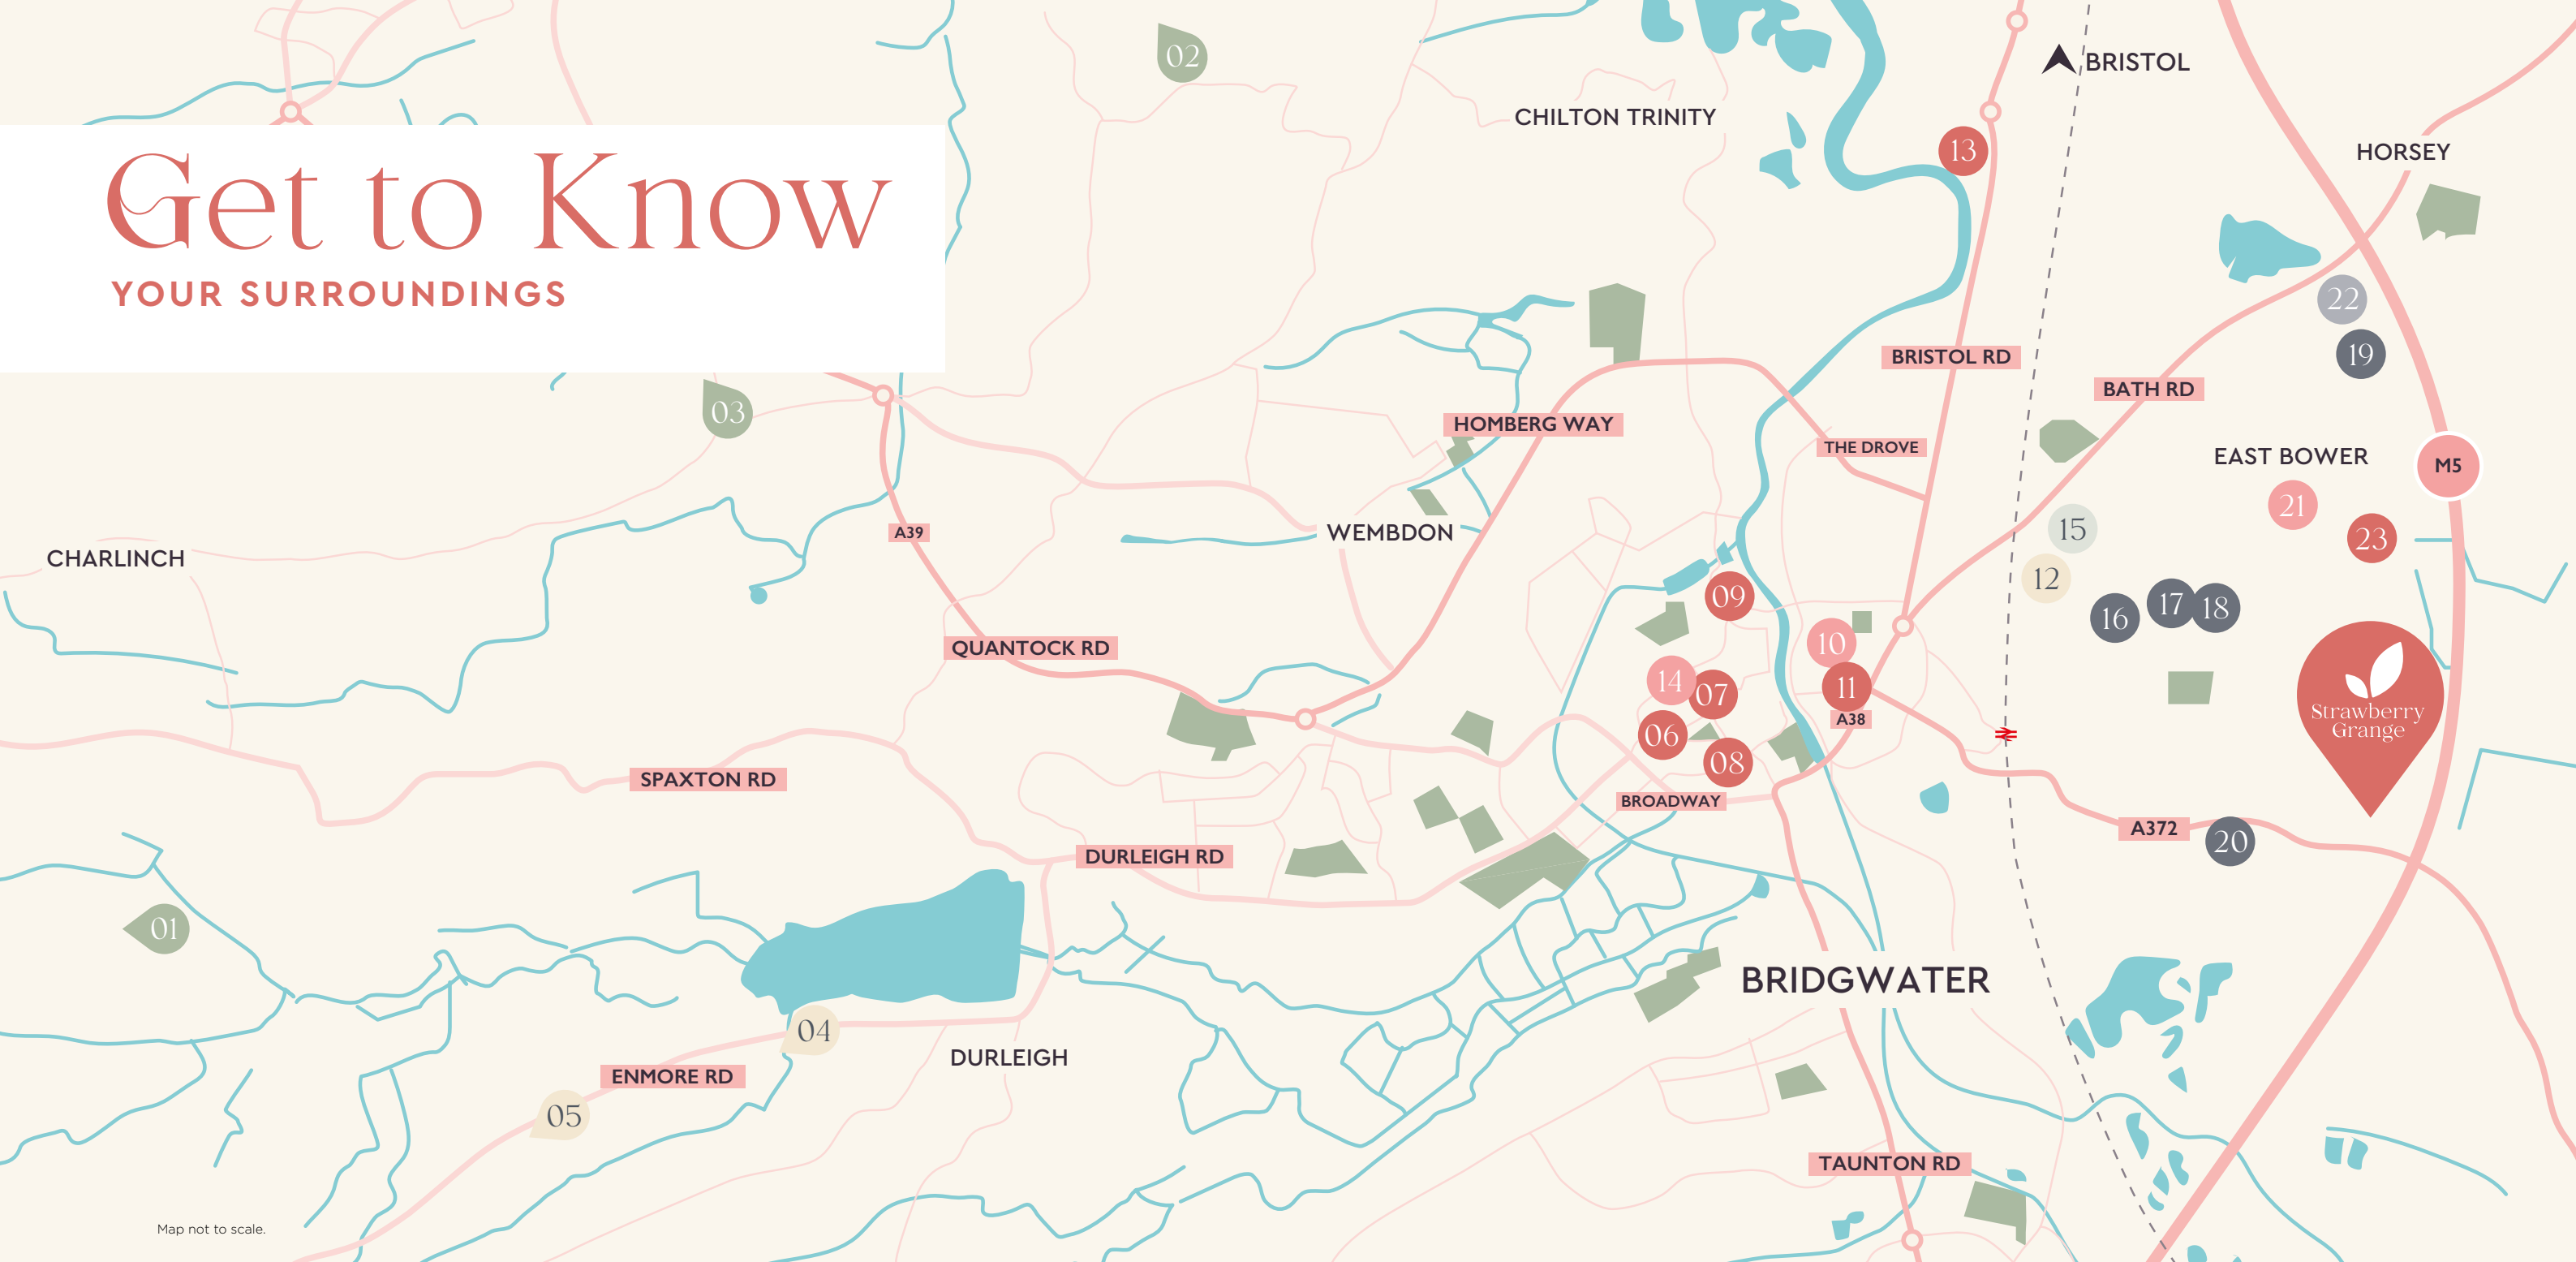 Get to Know
YOUR SURROUNDINGS
02
BRISTOL
CHILTON TRINITY
13
HORSEY
22
19
BRISTOL RD
BATH RD
03
HOMBERG WAY
THE DROVE
EAST BOWER
M5
21
15
23
A39
WEMBDON
CHARLINCH
12
09
16
17
18
QUANTOCK RD
10
14
07
11
A38
06
08
Strawberry
Grange
SPAXTON RD
BROADWAY
A372
20
DURLEIGH RD
01
BRIDGWATER
04
DURLEIGH
ENMORE RD
05
TAUNTON RD
Map not to scale.